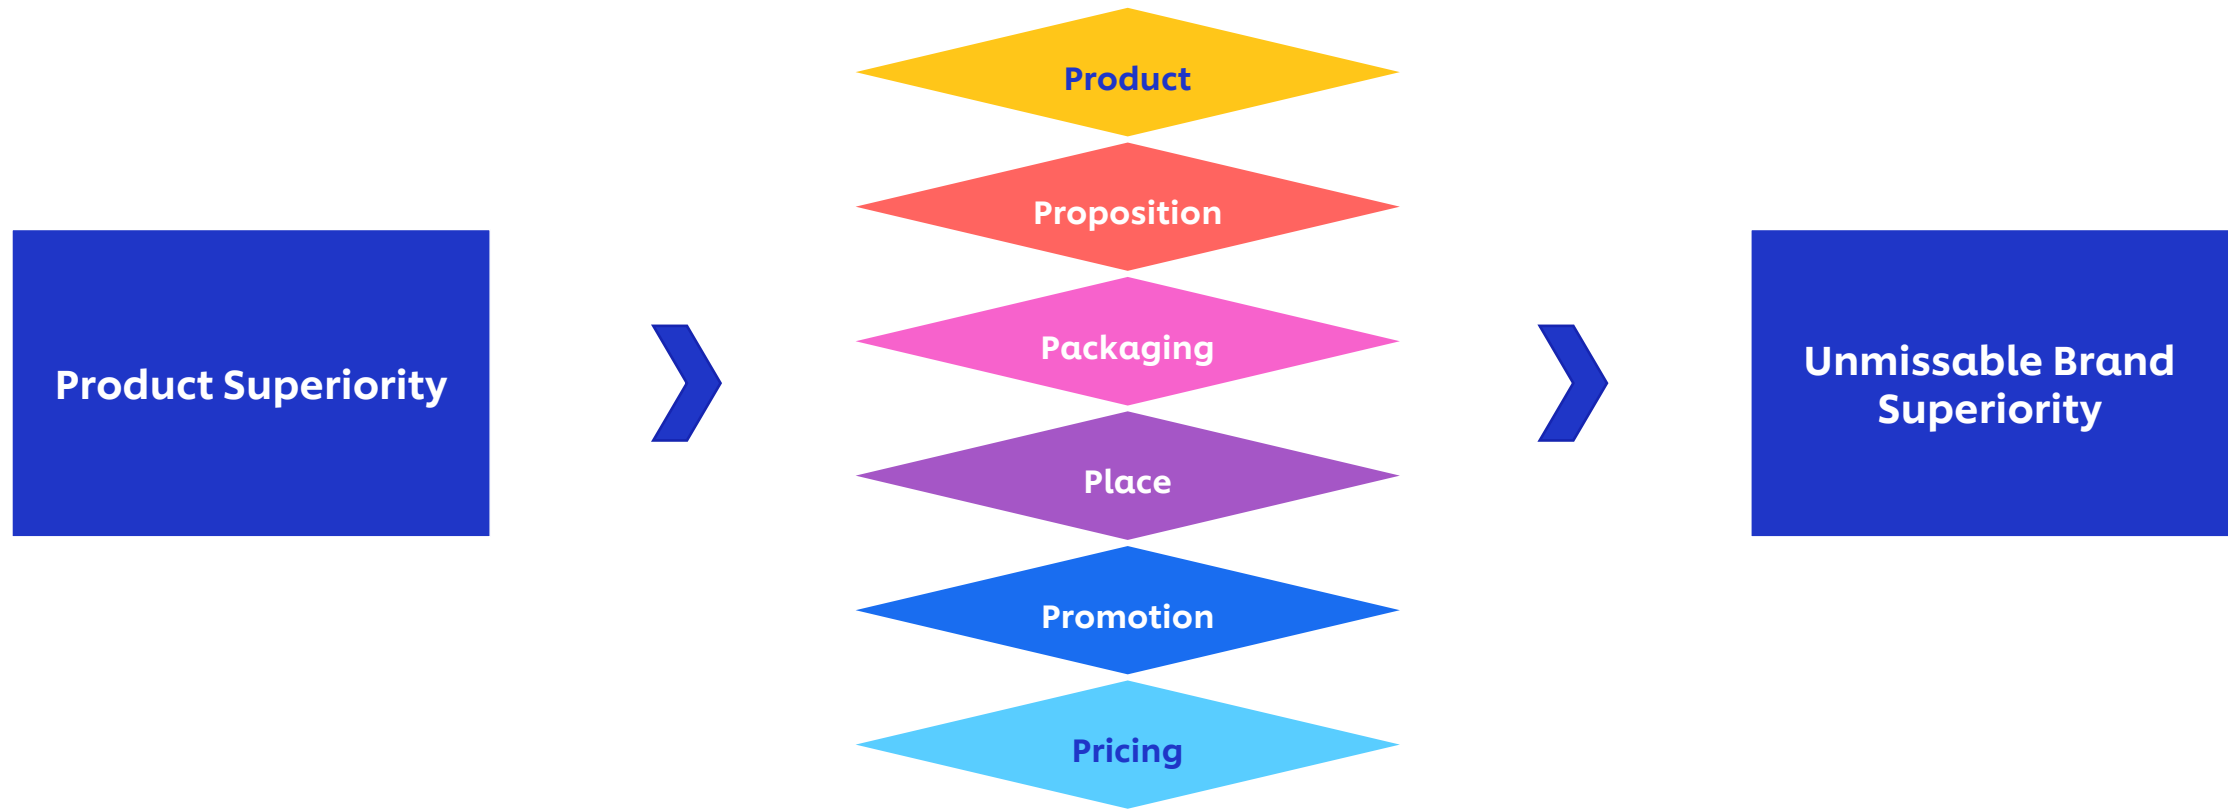 Product Superiority
Product
Proposition
Packaging
Place
Promotion
Pricing
Unmissable Brand
Superiority